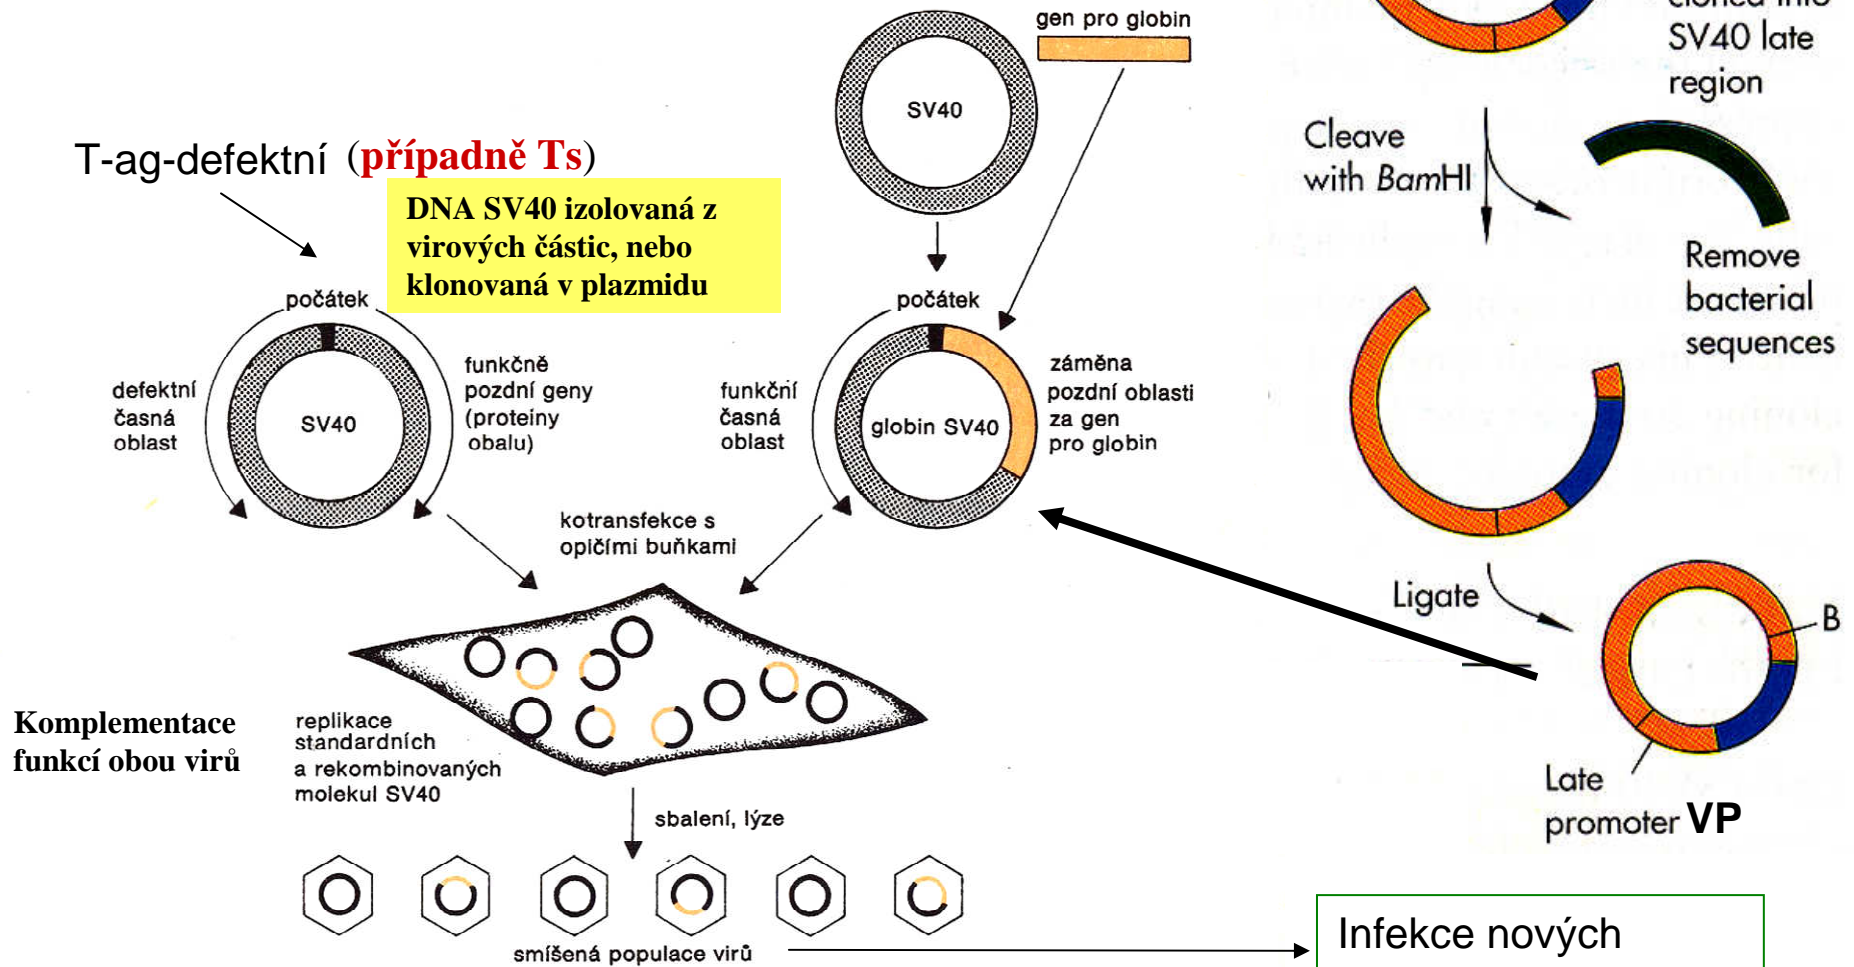 gen pro globin
SV40
T-ag-defektní (případně Ts)
DNA SV40 izolovaná z
virových částic, nebo
klonovaná v plazmidu
počátek
defektní
časná
oblast
SV40
funkčně
pozdní geny
(proteiny
obalu)
počátek
funkční
časná
oblast
globin SV40
záměna
pozdní oblasti
za gen
pro globin
kotransfekce s
opičími buňkami
Komplementace
funkcí obou virů
replikace
standardních
a rekombinovaných
molekul SV40
sbalení, lýze
smíšená populace virů
Infekce nových
cloned into
SV40 late
region
Cleave
with BamHI
Remove
bacterial
sequences
Ligate
B
Late
promoter VP